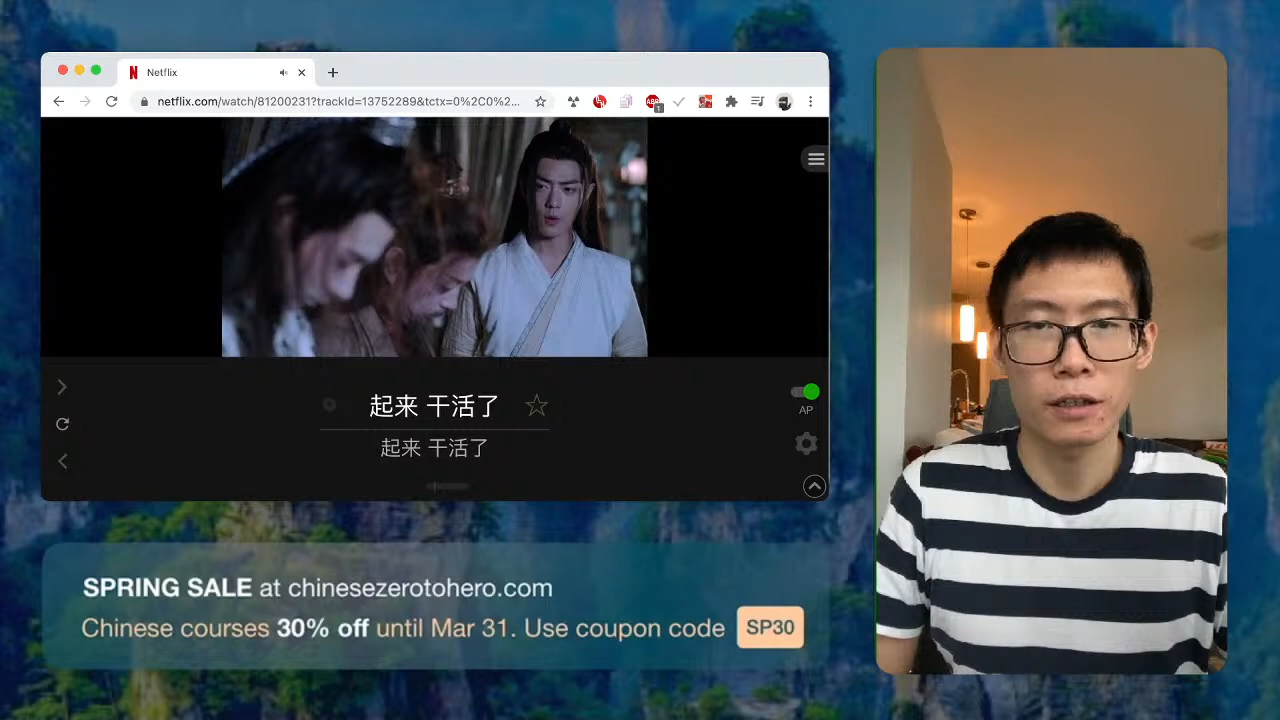 Netflix
netflix.com/watch/81200231?trackId=13752289&tctx=0%2C0%2...
ABP
1
起来 干活了
AP
起来 干活了
SPRING SALE at chinesezerotohero.com
Chinese courses 30% off until Mar 31. Use coupon code SP30